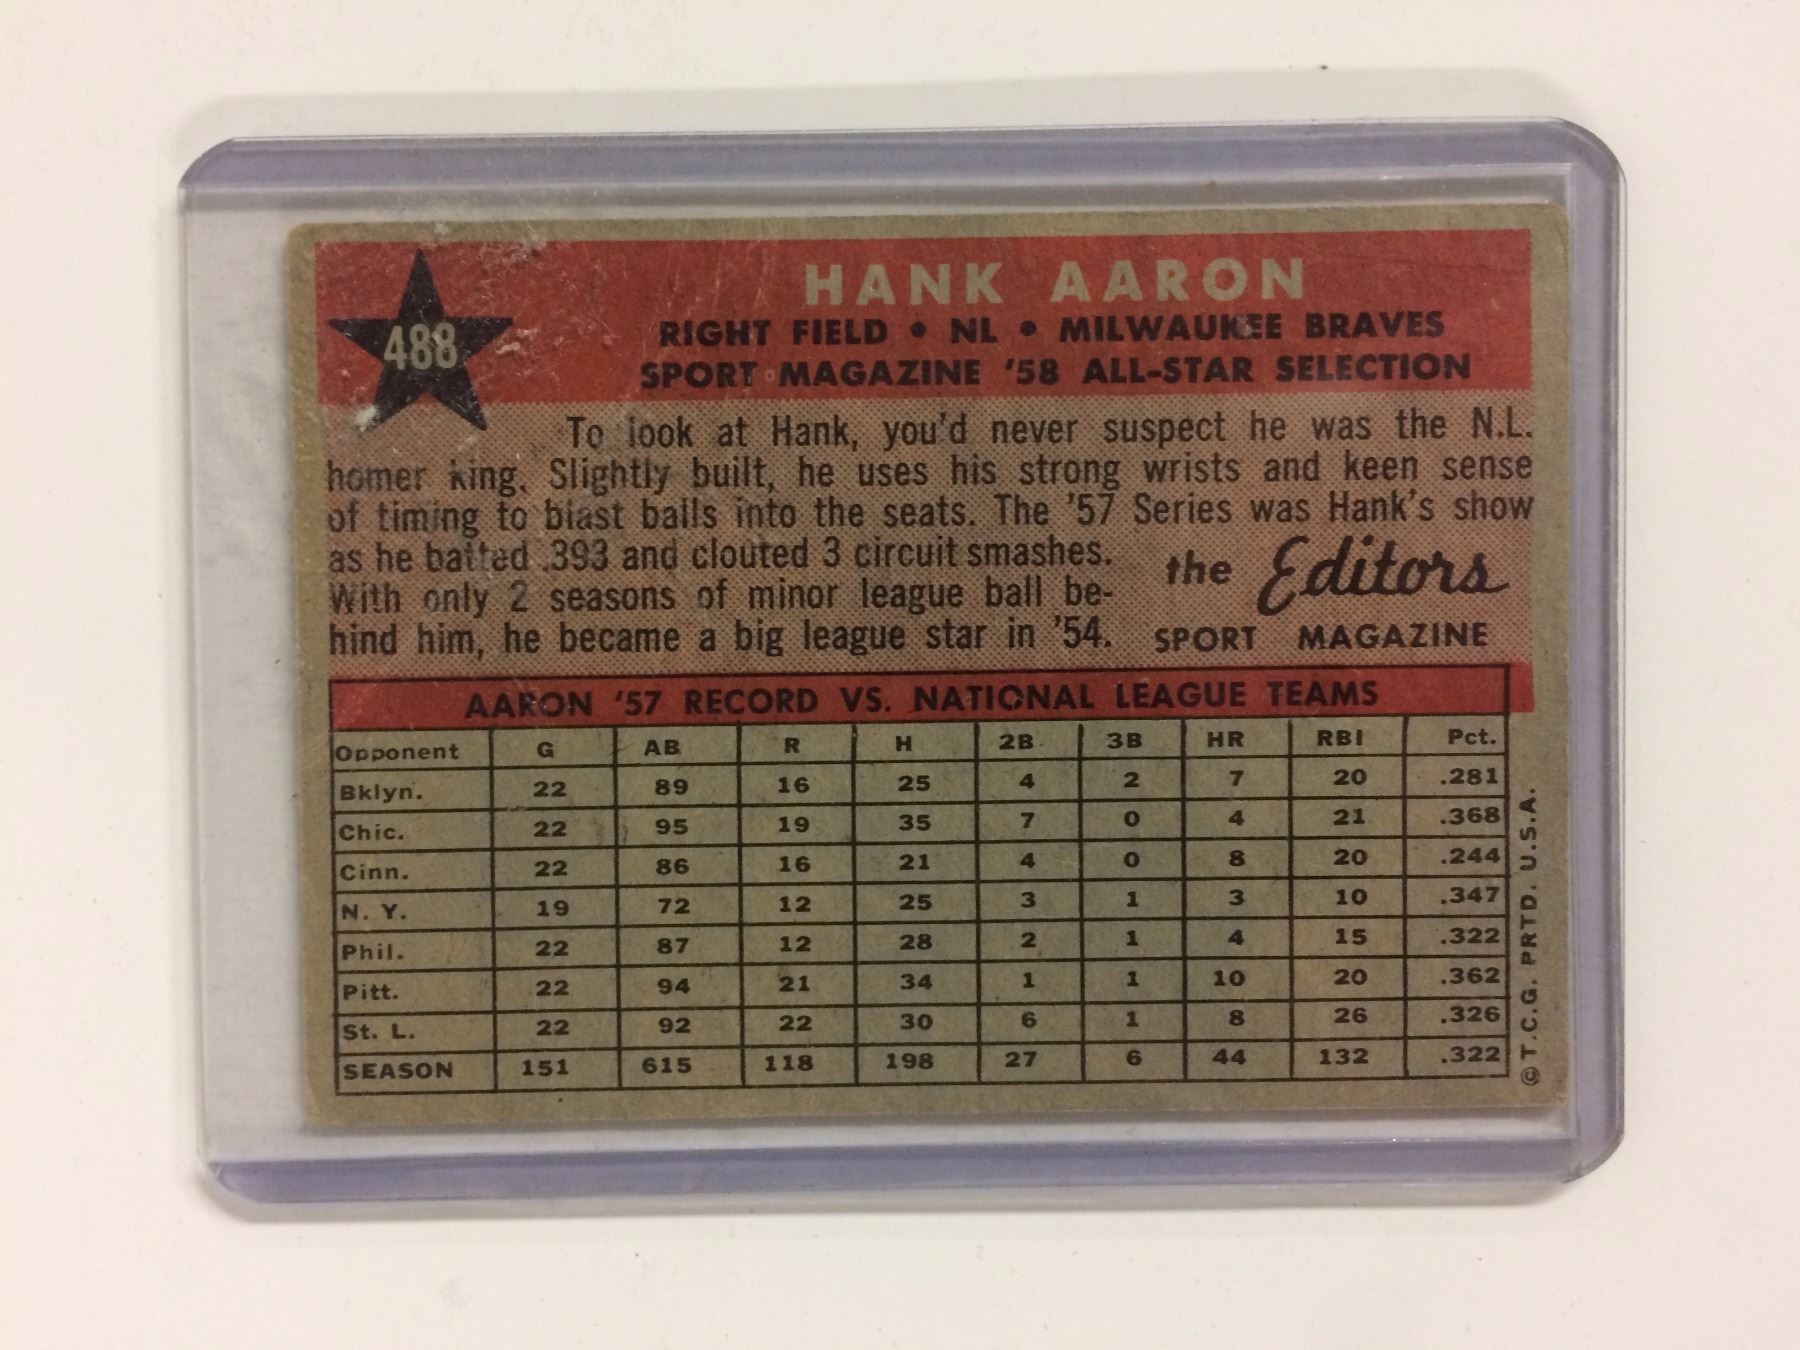 488
HANK AARON
RIGHT FIELD • NL • MILWAUKEE BRAVES
SPORT MAGAZINE '58 ALL-STAR SELECTION
To look at Hank, you'd never suspect he was the N.L.
homer king. Slightly built, he uses his strong wrists and keen sense
of timing to blast balls into the seats. The '57 Series was Hank's show
as he batted .393 and clouted 3 circuit smashes.
With only 2 seasons of minor league ball be-
hind him, he became a big league star in '54.
the Editors
SPORT MAGAZINE
AARON '57 RECORD VS. NATIONAL LEAGUE TEAMS
Opponent G AB R H 2B 3B HR RBI Pct.
Bklyn. 22 89 16 25 4 2 7 20 .281
Chic. 22 95 19 35 7 0 4 21 .368
Cinn. 22 86 16 21 4 0 8 20 .244
N. Y. 19 72 12 25 3 1 3 10 .347
Phil. 22 87 12 28 2 1 4 15 .322
Pitt. 22 94 21 34 1 1 10 20 .362
St. L. 22 92 22 30 6 1 8 26 .326
SEASON 151 615 118 198 27 6 44 132 .322
© T.C.G. PRTD. U.S.A.